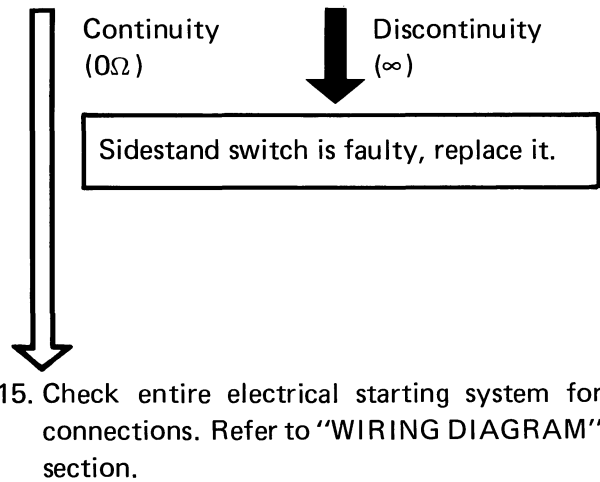 Continuity
(0Ω)
Discontinuity
(∞)
Sidestand switch is faulty, replace it.
15. Check entire electrical starting system for
connections. Refer to “WIRING DIAGRAM”
section.